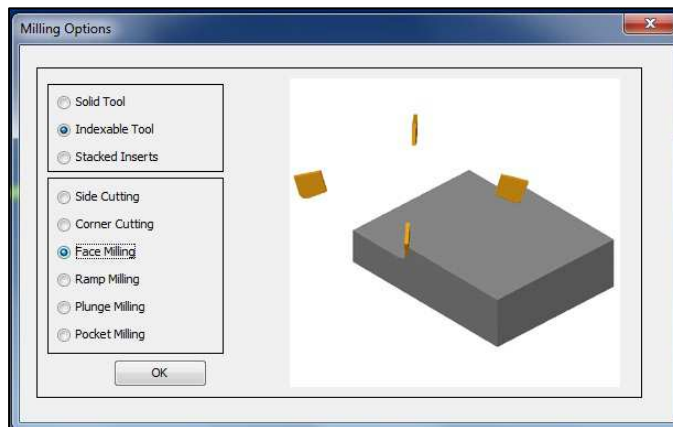 Milling Options
Solid Tool
Indexable Tool
Stacked Inserts
Side Cutting
Corner Cutting
Face Milling
Ramp Milling
Plunge Milling
Pocket Milling
OK